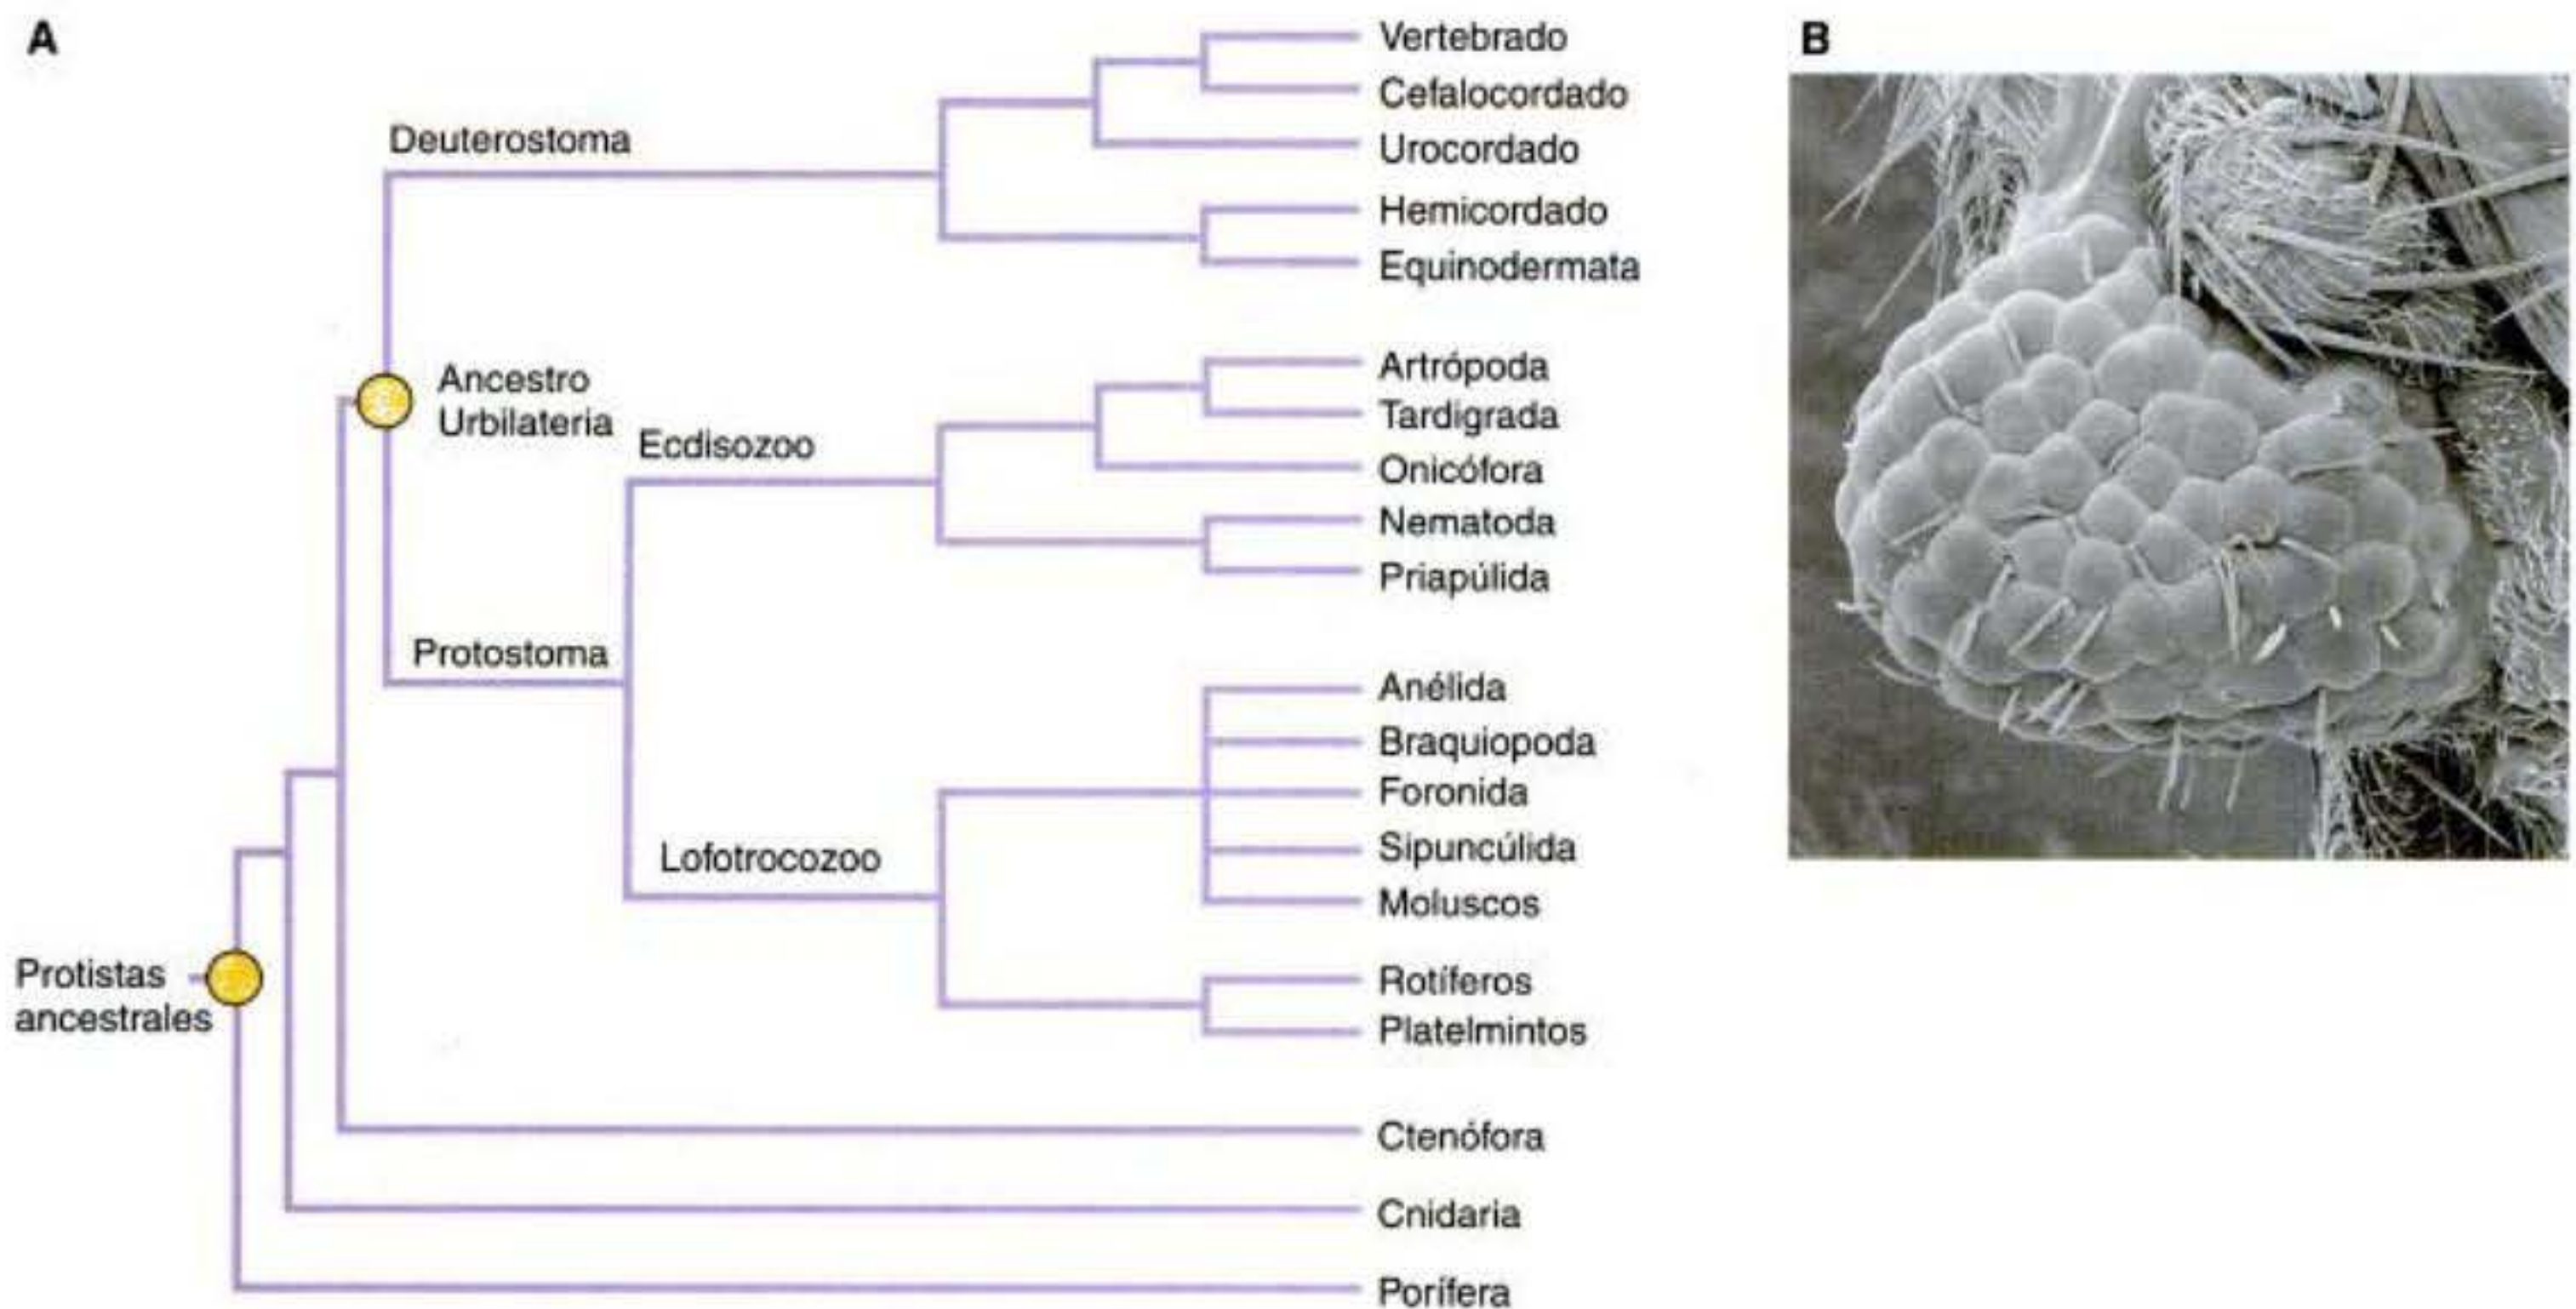 A
Vertebrado
Cefalocordado
Deuterostoma
Urocordado
Hemicordado
Equinodermata
Ancestro
Urbilateria
Artrópoda
Tardigrada
Ecdisozoo
Onicófora
Nematoda
Priapúlida
Protostoma
Anélida
Braquiopoda
Foronida
Lofotrocozoo
Sipuncúlida
Moluscos
Protistas
ancestrales
Rotíferos
Platelmintos
Ctenófora
Cnidaria
Porífera
B